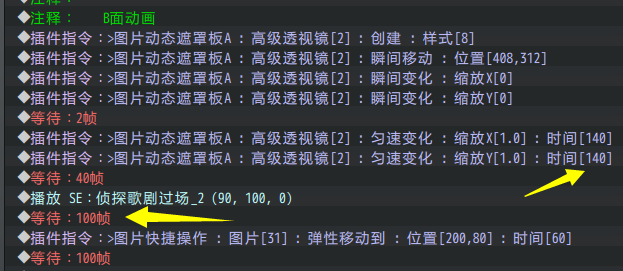 ◆注释：　B面动画
◆插件指令：>图片动态遮罩板A : 高级透视镜[2] : 创建 : 样式[8]
◆插件指令：>图片动态遮罩板A : 高级透视镜[2] : 瞬间移动 : 位置[408,312]
◆插件指令：>图片动态遮罩板A : 高级透视镜[2] : 瞬间变化 : 缩放X[0]
◆插件指令：>图片动态遮罩板A : 高级透视镜[2] : 瞬间变化 : 缩放Y[0]
◆等待：2帧
◆插件指令：>图片动态遮罩板A : 高级透视镜[2] : 匀速变化 : 缩放X[1.0] : 时间[140]
◆插件指令：>图片动态遮罩板A : 高级透视镜[2] : 匀速变化 : 缩放Y[1.0] : 时间[140]
◆等待：40帧
◆播放 SE：侦探歌剧过场_2 (90, 100, 0)
◆等待：100帧
◆插件指令：>图片快捷操作 : 图片[31] : 弹性移动到 : 位置[200,80] : 时间[60]
◆等待：100帧